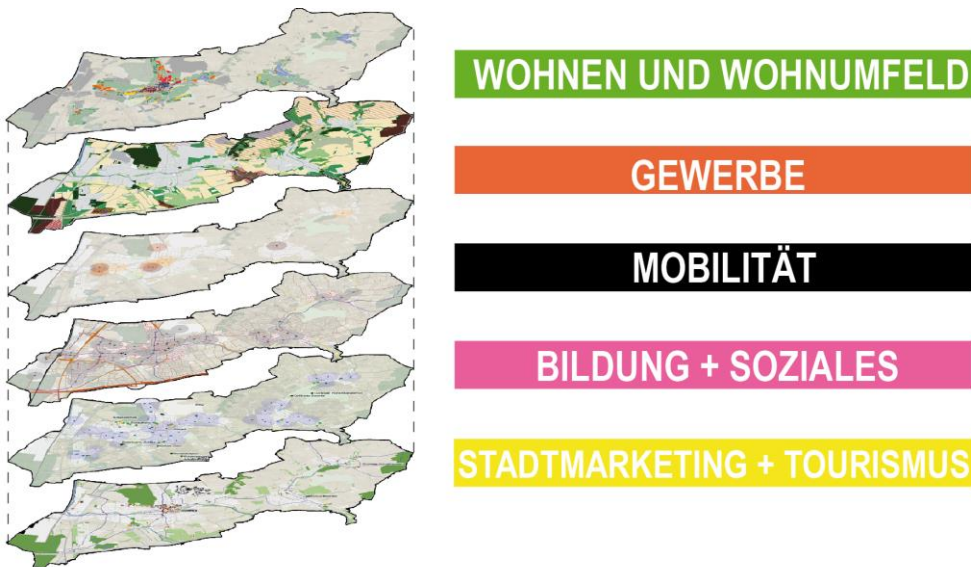 WOHNEN UND WOHNUMFELD
GEWERBE
MOBILITÄT
BILDUNG + SOZIALES
STADTMARKETING + TOURISMUS